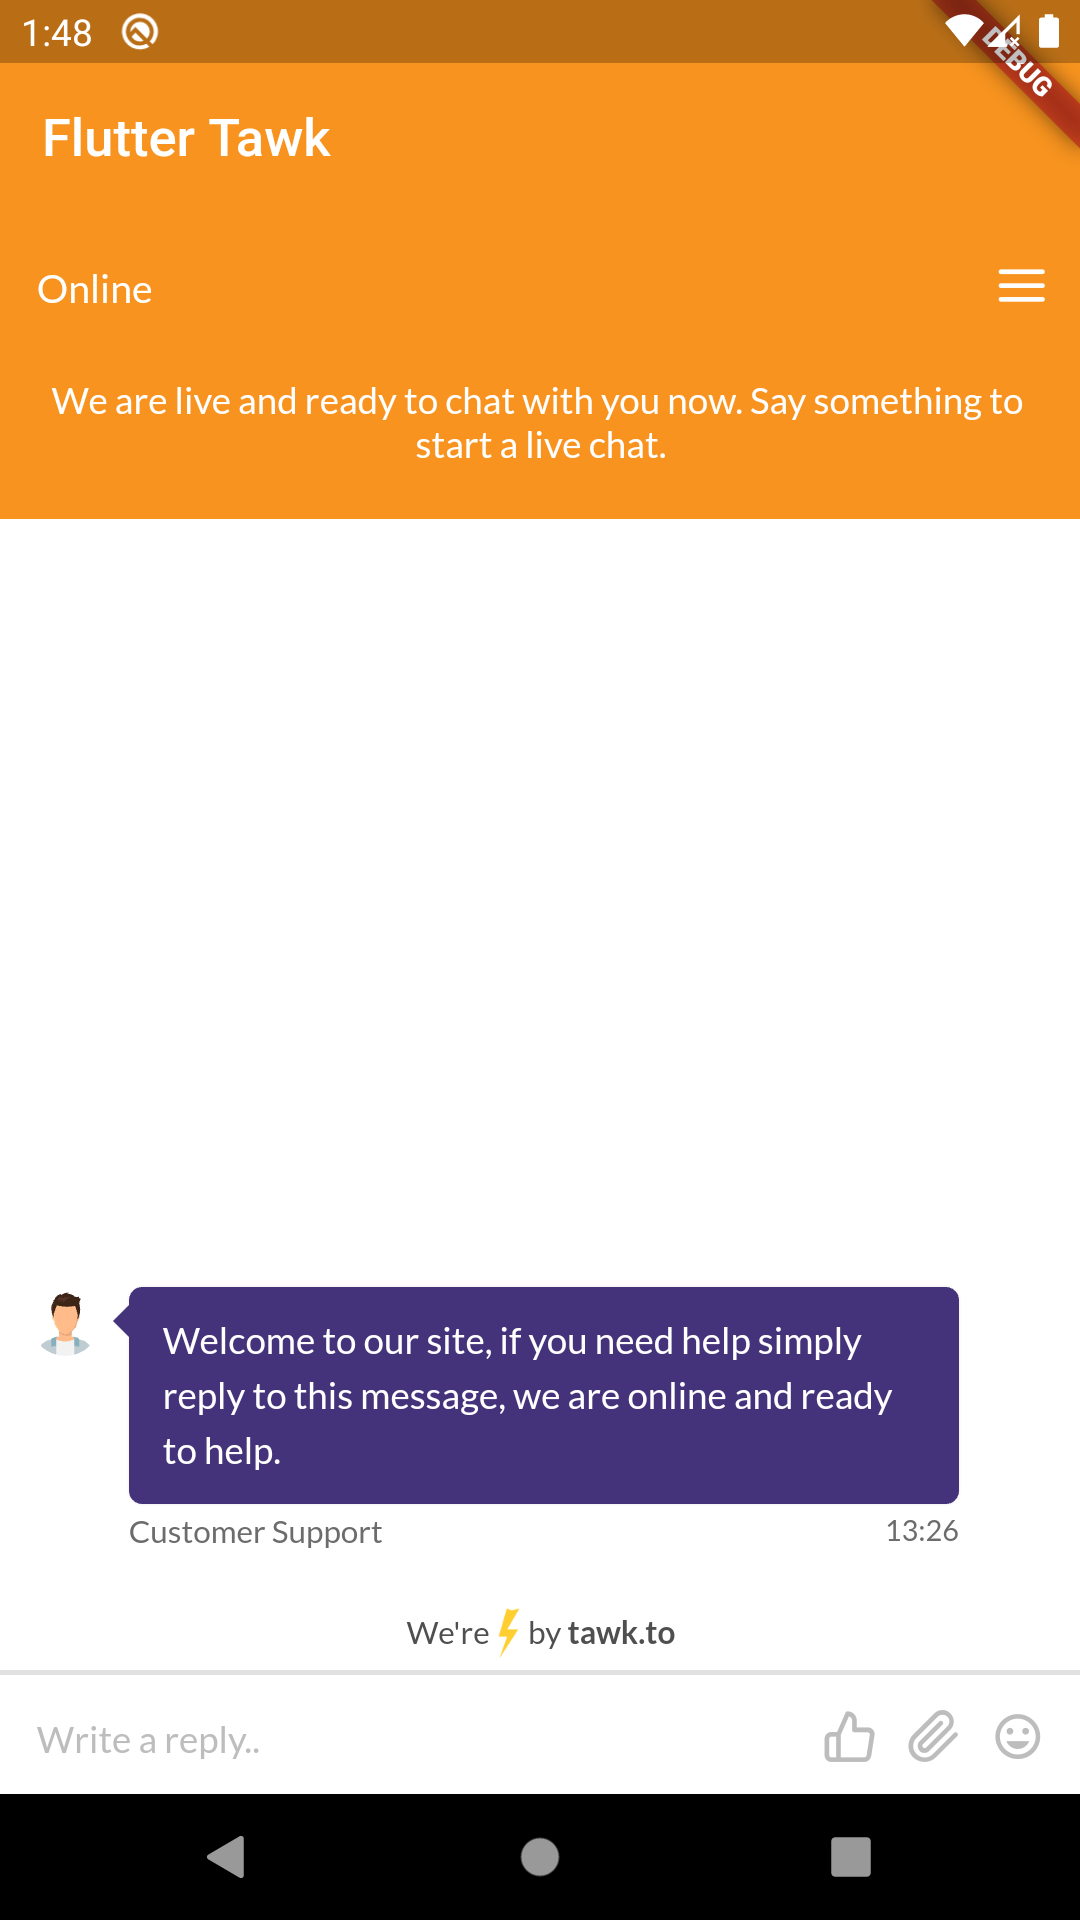 1:48
DEBUG
Flutter Tawk
Online
We are live and ready to chat with you now. Say something to
start a live chat.
Welcome to our site, if you need help simply
reply to this message, we are online and ready
to help.
Customer Support 13:26
We're by tawk.to
Write a reply..